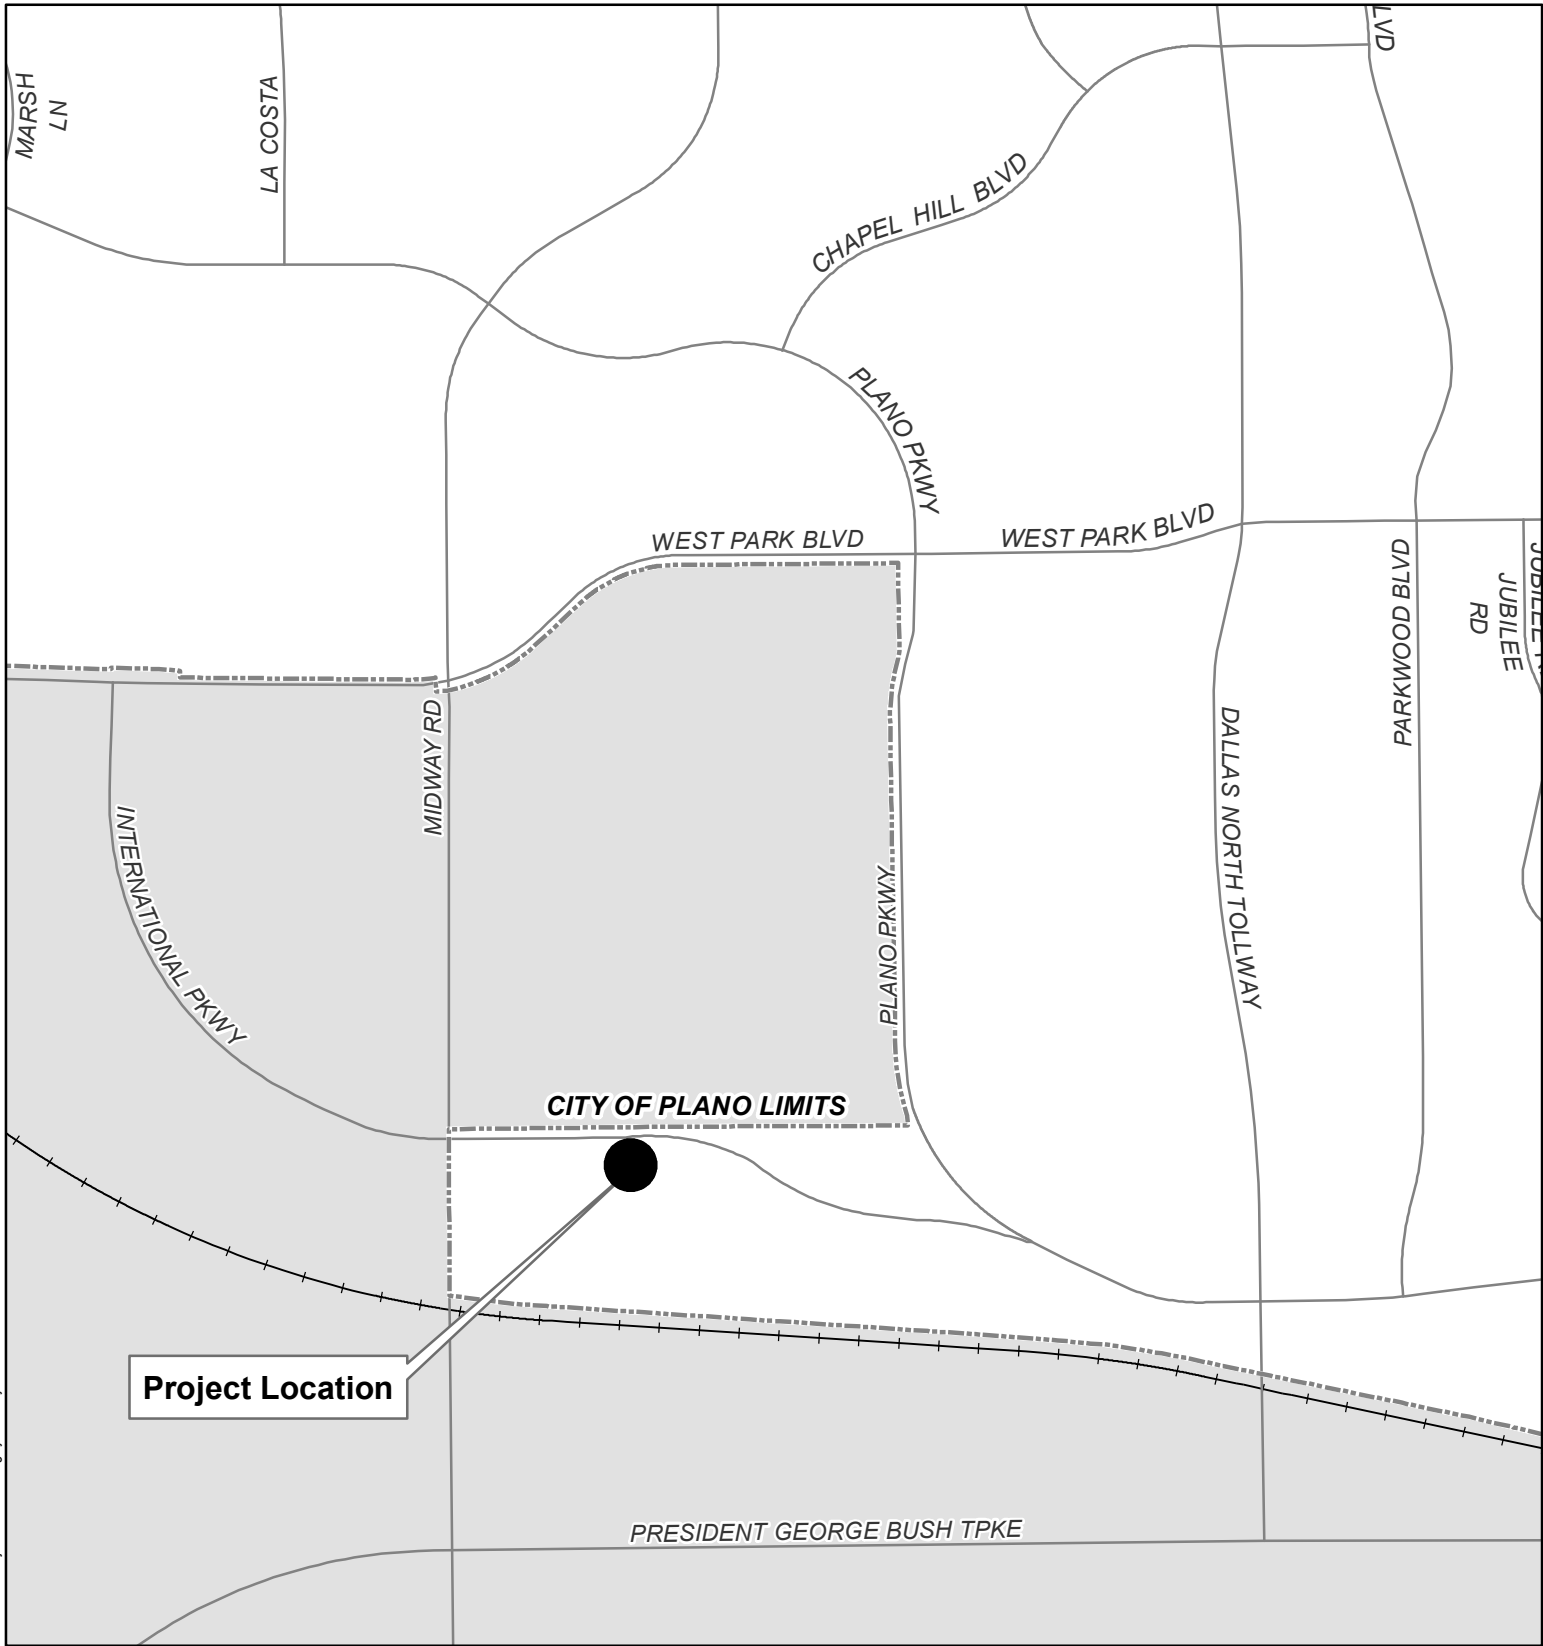 LVD
MARSH
LN
LA COSTA
CHAPEL HILL BLVD
PLANO PKWY
WEST PARK BLVD
WEST PARK BLVD
PARKWOOD BLVD
JUBILEE
RD
JUBILEE
MIDWAY RD
DALLAS NORTH TOLLWAY
INTERNATIONAL PKWY
PLANO PKWY
CITY OF PLANO LIMITS
Project Location
PRESIDENT GEORGE BUSH TPKE